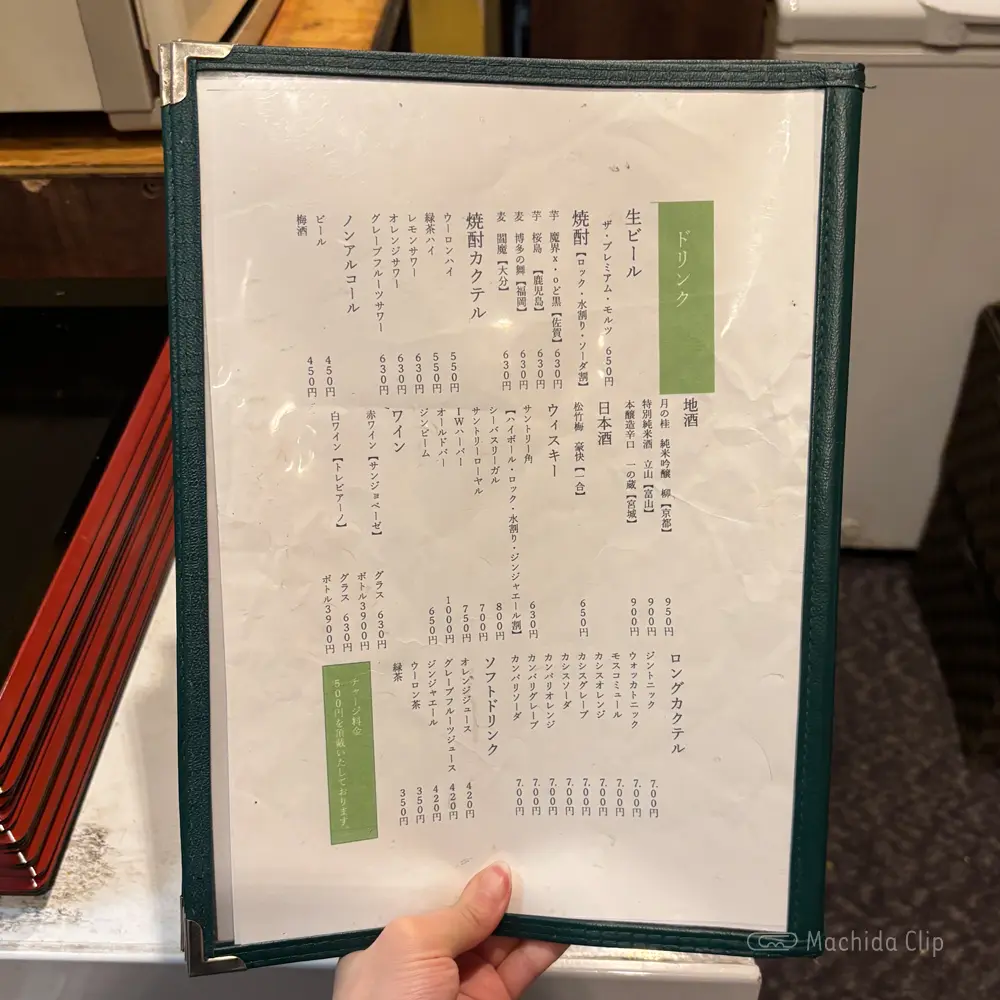 ドリンク
生ビール
ザ・プレミアム・モルツ 650円
焼酎【ロック・水割り・ソーダ割】
芋 魔界x・oど黒【佐賀】 630円
芋 桜島 【鹿児島】 630円
麦 博多の舞【福岡】 630円
麦 閻魔【大分】 630円
焼酎カクテル
ウーロンハイ 550円
緑茶ハイ 550円
レモンサワー 630円
オレンジサワー 630円
グレープフルーツサワー 630円
ノンアルコール
ビール 450円
梅酒 450円
地酒
月の桂 純米吟醸 柳【京都】 950円
特別純米酒 立山【富山】 900円
本醸造辛口 一の蔵【宮城】 900円
日本酒
松竹梅 豪快【一合】 650円
ウィスキー
サントリー角 630円
【ハイボール・ロック・水割り・ジンジャエール割】
シーバスリーガル 800円
サントリーローヤル 700円
IWハーパー 750円
オールドパー 1000円
ジンビーム 650円
ワイン
赤ワイン【サンジョベーゼ】 グラス 630円
ボトル3900円
白ワイン【トレビアーノ】 グラス 630円
ボトル3900円
ロングカクテル
ジントニック 7.00円
ウォッカトニック 7.00円
モスコミュール 7.00円
カシスオレンジ 7.00円
カシスグレープ 7.00円
カシスソーダ 7.00円
カンパリオレンジ 7.00円
カンパリグレープ 7.00円
カンパリソーダ 7.00円
ソフトドリンク
オレンジジュース 420円
グレープフルーツジュース 420円
ジンジャエール 420円
ウーロン茶 350円
緑茶 350円
チャージ料金
500円を頂戴いたしております。
Machida Clip